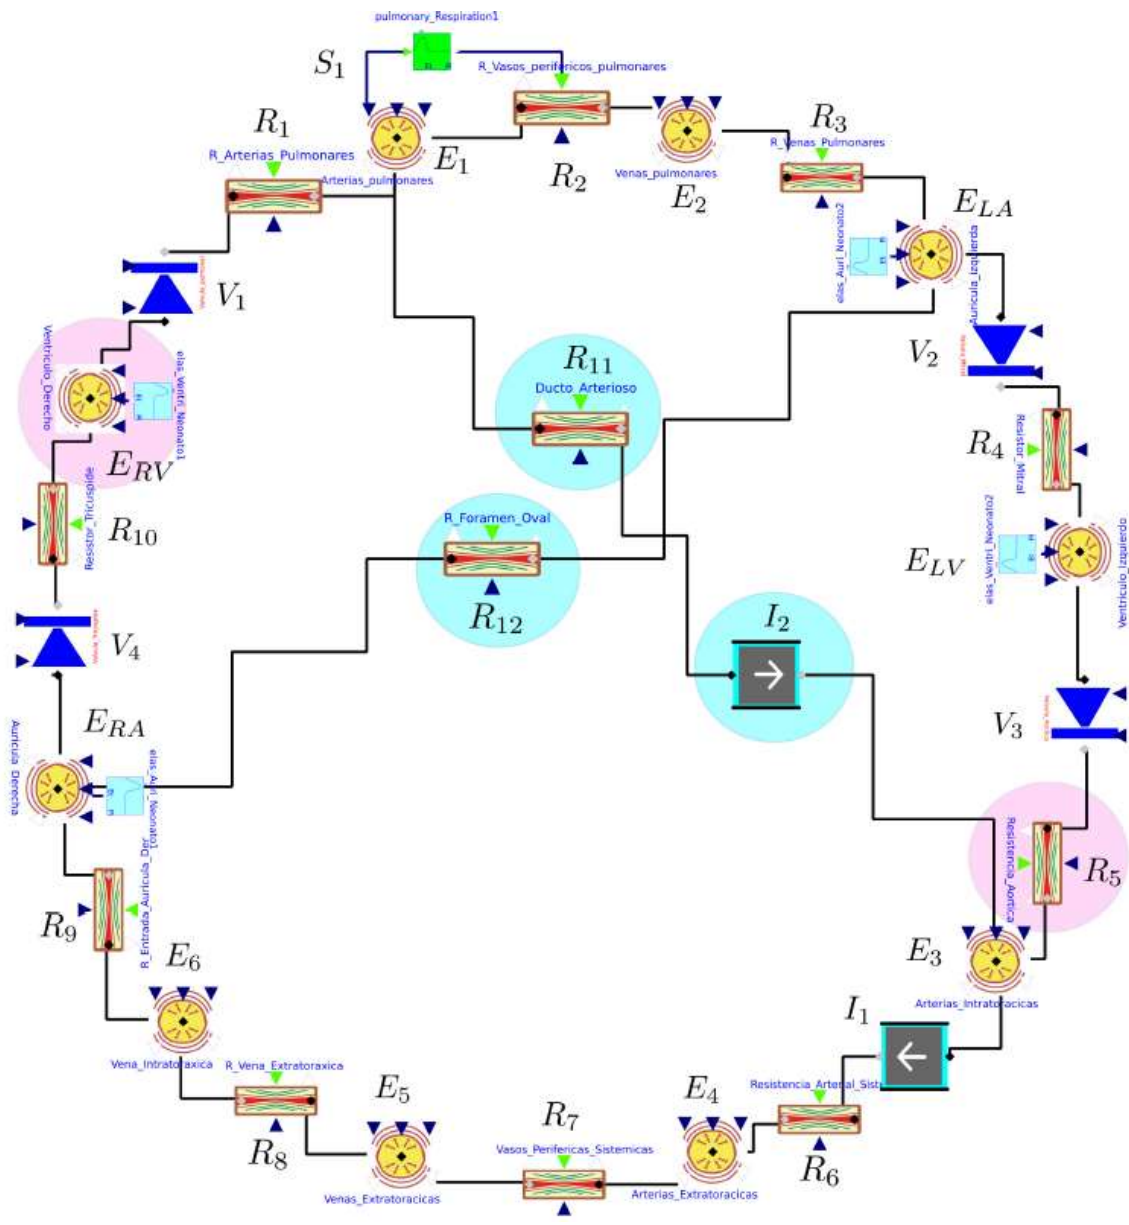 pulmonary_Respiration1
S1
R_Vasos_perifericos_pulmonares
R1
R_Arterias_Pulmonares
Arterias_pulmonares
E1
R2
Venas_pulmonares
E2
R3
R_Venas_Pulmonares
ELA
elas_Auri_Neonato2
Auricula_Izquierda
V1
V2
Ventriculo_Derecho
elas_Ventri_Neonato1
ERV
R11
Ducto_Arterioso
R4
Resistor_Mitral
R10
Resistor_Tricuspide
R_Foramen_Oval
R12
ELV
elas_Ventri_Neonato2
Ventriculo_Izquierdo
V4
I2
ERA
Auricula_Derecha
elas_Auri_Neonato1
V3
Resistencia_Aortica
R5
R9
R_Entrada_Auricula_Der
E6
Vena_Intratoraxica
E3
Arterias_Intratoracicas
I1
R_Vena_Extratoraxica
R8
E5
Venas_Extratoracicas
R7
Vasos_Perifericas_Sistemicas
E4
Arterias_Extratoracicas
Resistencia_Arterial_Sist
R6